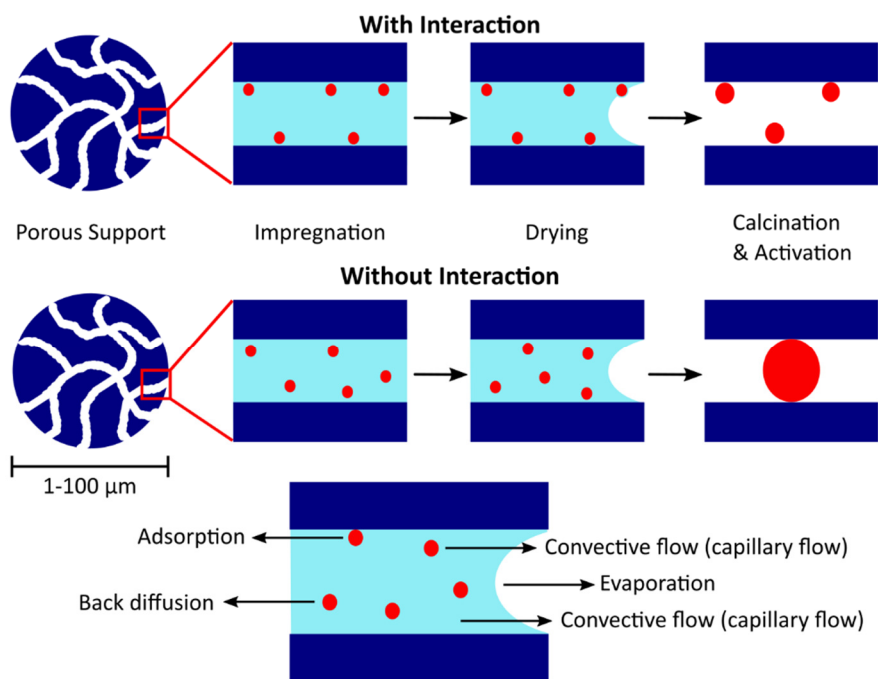 With Interaction
Porous Support
Impregnation
Drying
Calcination
& Activation
Without Interaction
1-100 μm
Adsorption
Convective flow (capillary flow)
Evaporation
Back diffusion
Convective flow (capillary flow)